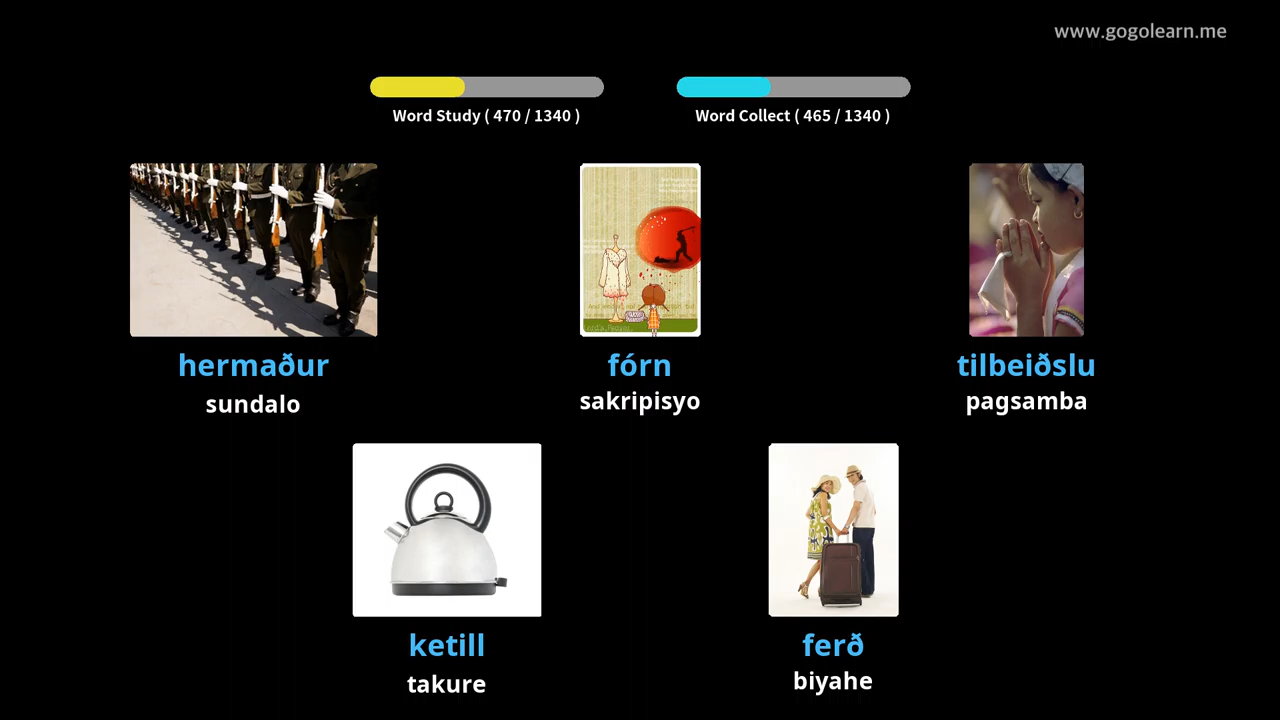 www.gogolearn.me
Word Study ( 470 / 1340 )
Word Collect ( 465 / 1340 )
hermaður
sundalo
fórn
sakripisyo
tilbeiðslu
pagsamba
ketill
takure
ferð
biyahe